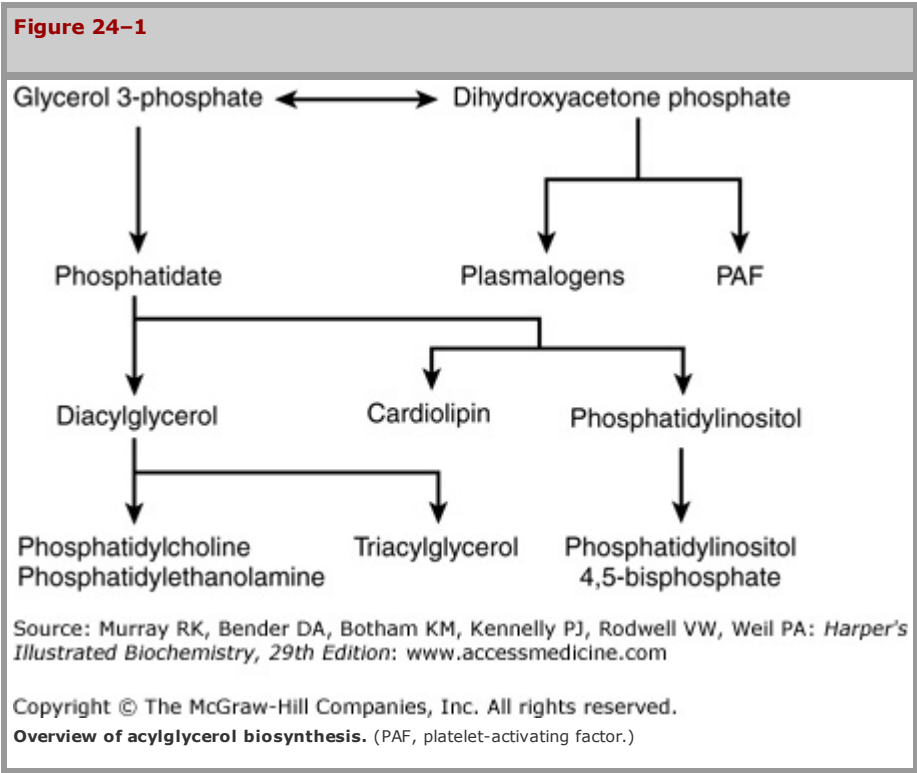 Figure 24–1
Glycerol 3-phosphate
Dihydroxyacetone phosphate
Phosphatidate
Plasmalogens
PAF
Diacylglycerol
Cardiolipin
Phosphatidylinositol
Phosphatidylcholine
Phosphatidylethanolamine
Triacylglycerol
Phosphatidylinositol
4,5-bisphosphate
Source: Murray RK, Bender DA, Botham KM, Kennelly PJ, Rodwell VW, Weil PA: Harper's
Illustrated Biochemistry, 29th Edition: www.accessmedicine.com
Copyright © The McGraw-Hill Companies, Inc. All rights reserved.
Overview of acylglycerol biosynthesis. (PAF, platelet-activating factor.)